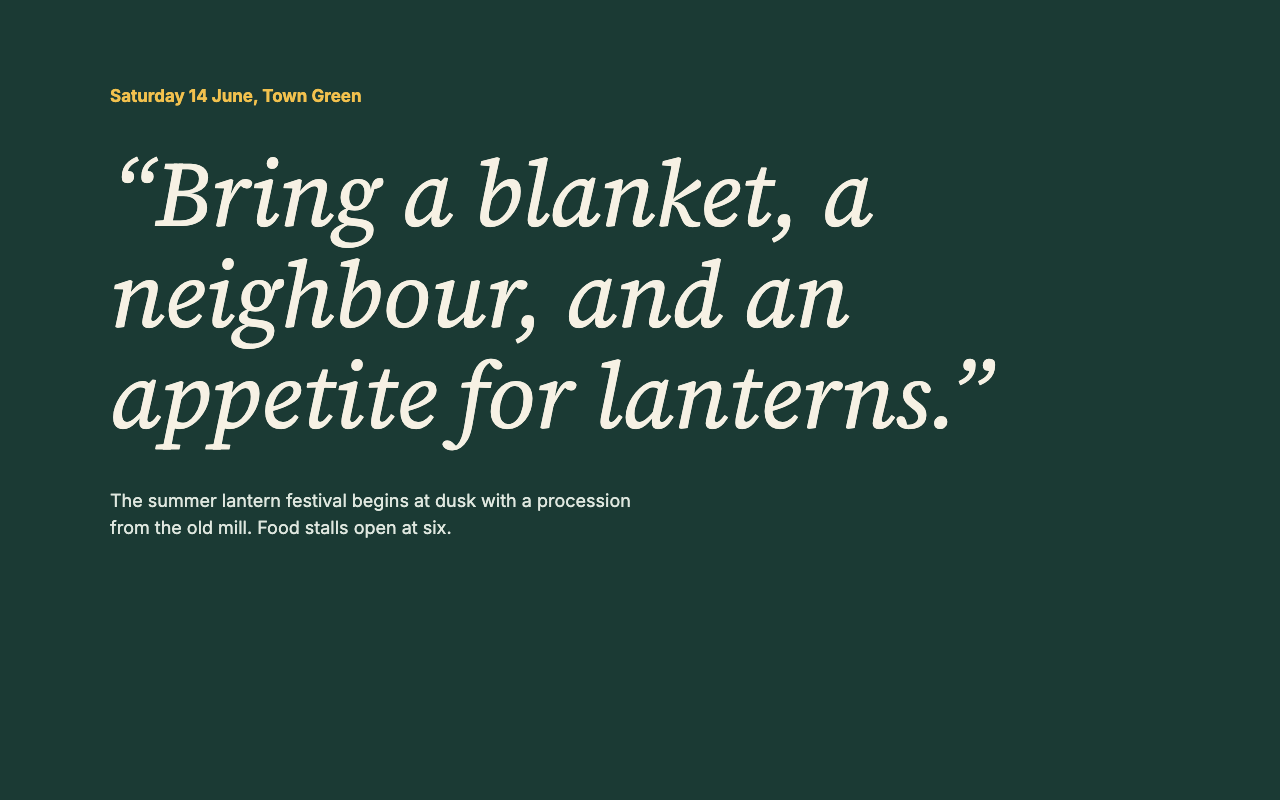 Saturday 14 June, Town Green
“Bring a blanket, a
neighbour, and an
appetite for lanterns.”
The summer lantern festival begins at dusk with a procession
from the old mill. Food stalls open at six.